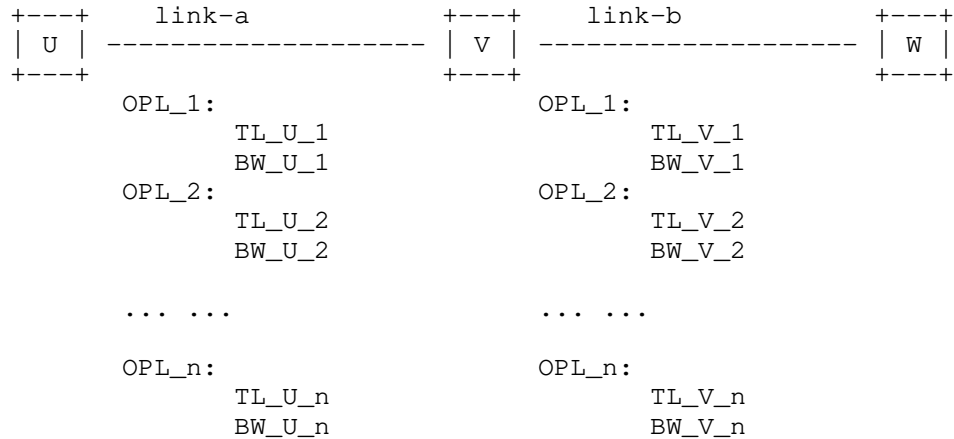 +---+ link-a +---+ link-b +---+
| U | -------------------- | V | -------------------- | W |
+---+ +---+ +---+
OPL_1: OPL_1:
TL_U_1 TL_V_1
BW_U_1 BW_V_1
OPL_2: OPL_2:
TL_U_2 TL_V_2
BW_U_2 BW_V_2
... ... ... ...
OPL_n: OPL_n:
TL_U_n TL_V_n
BW_U_n BW_V_n